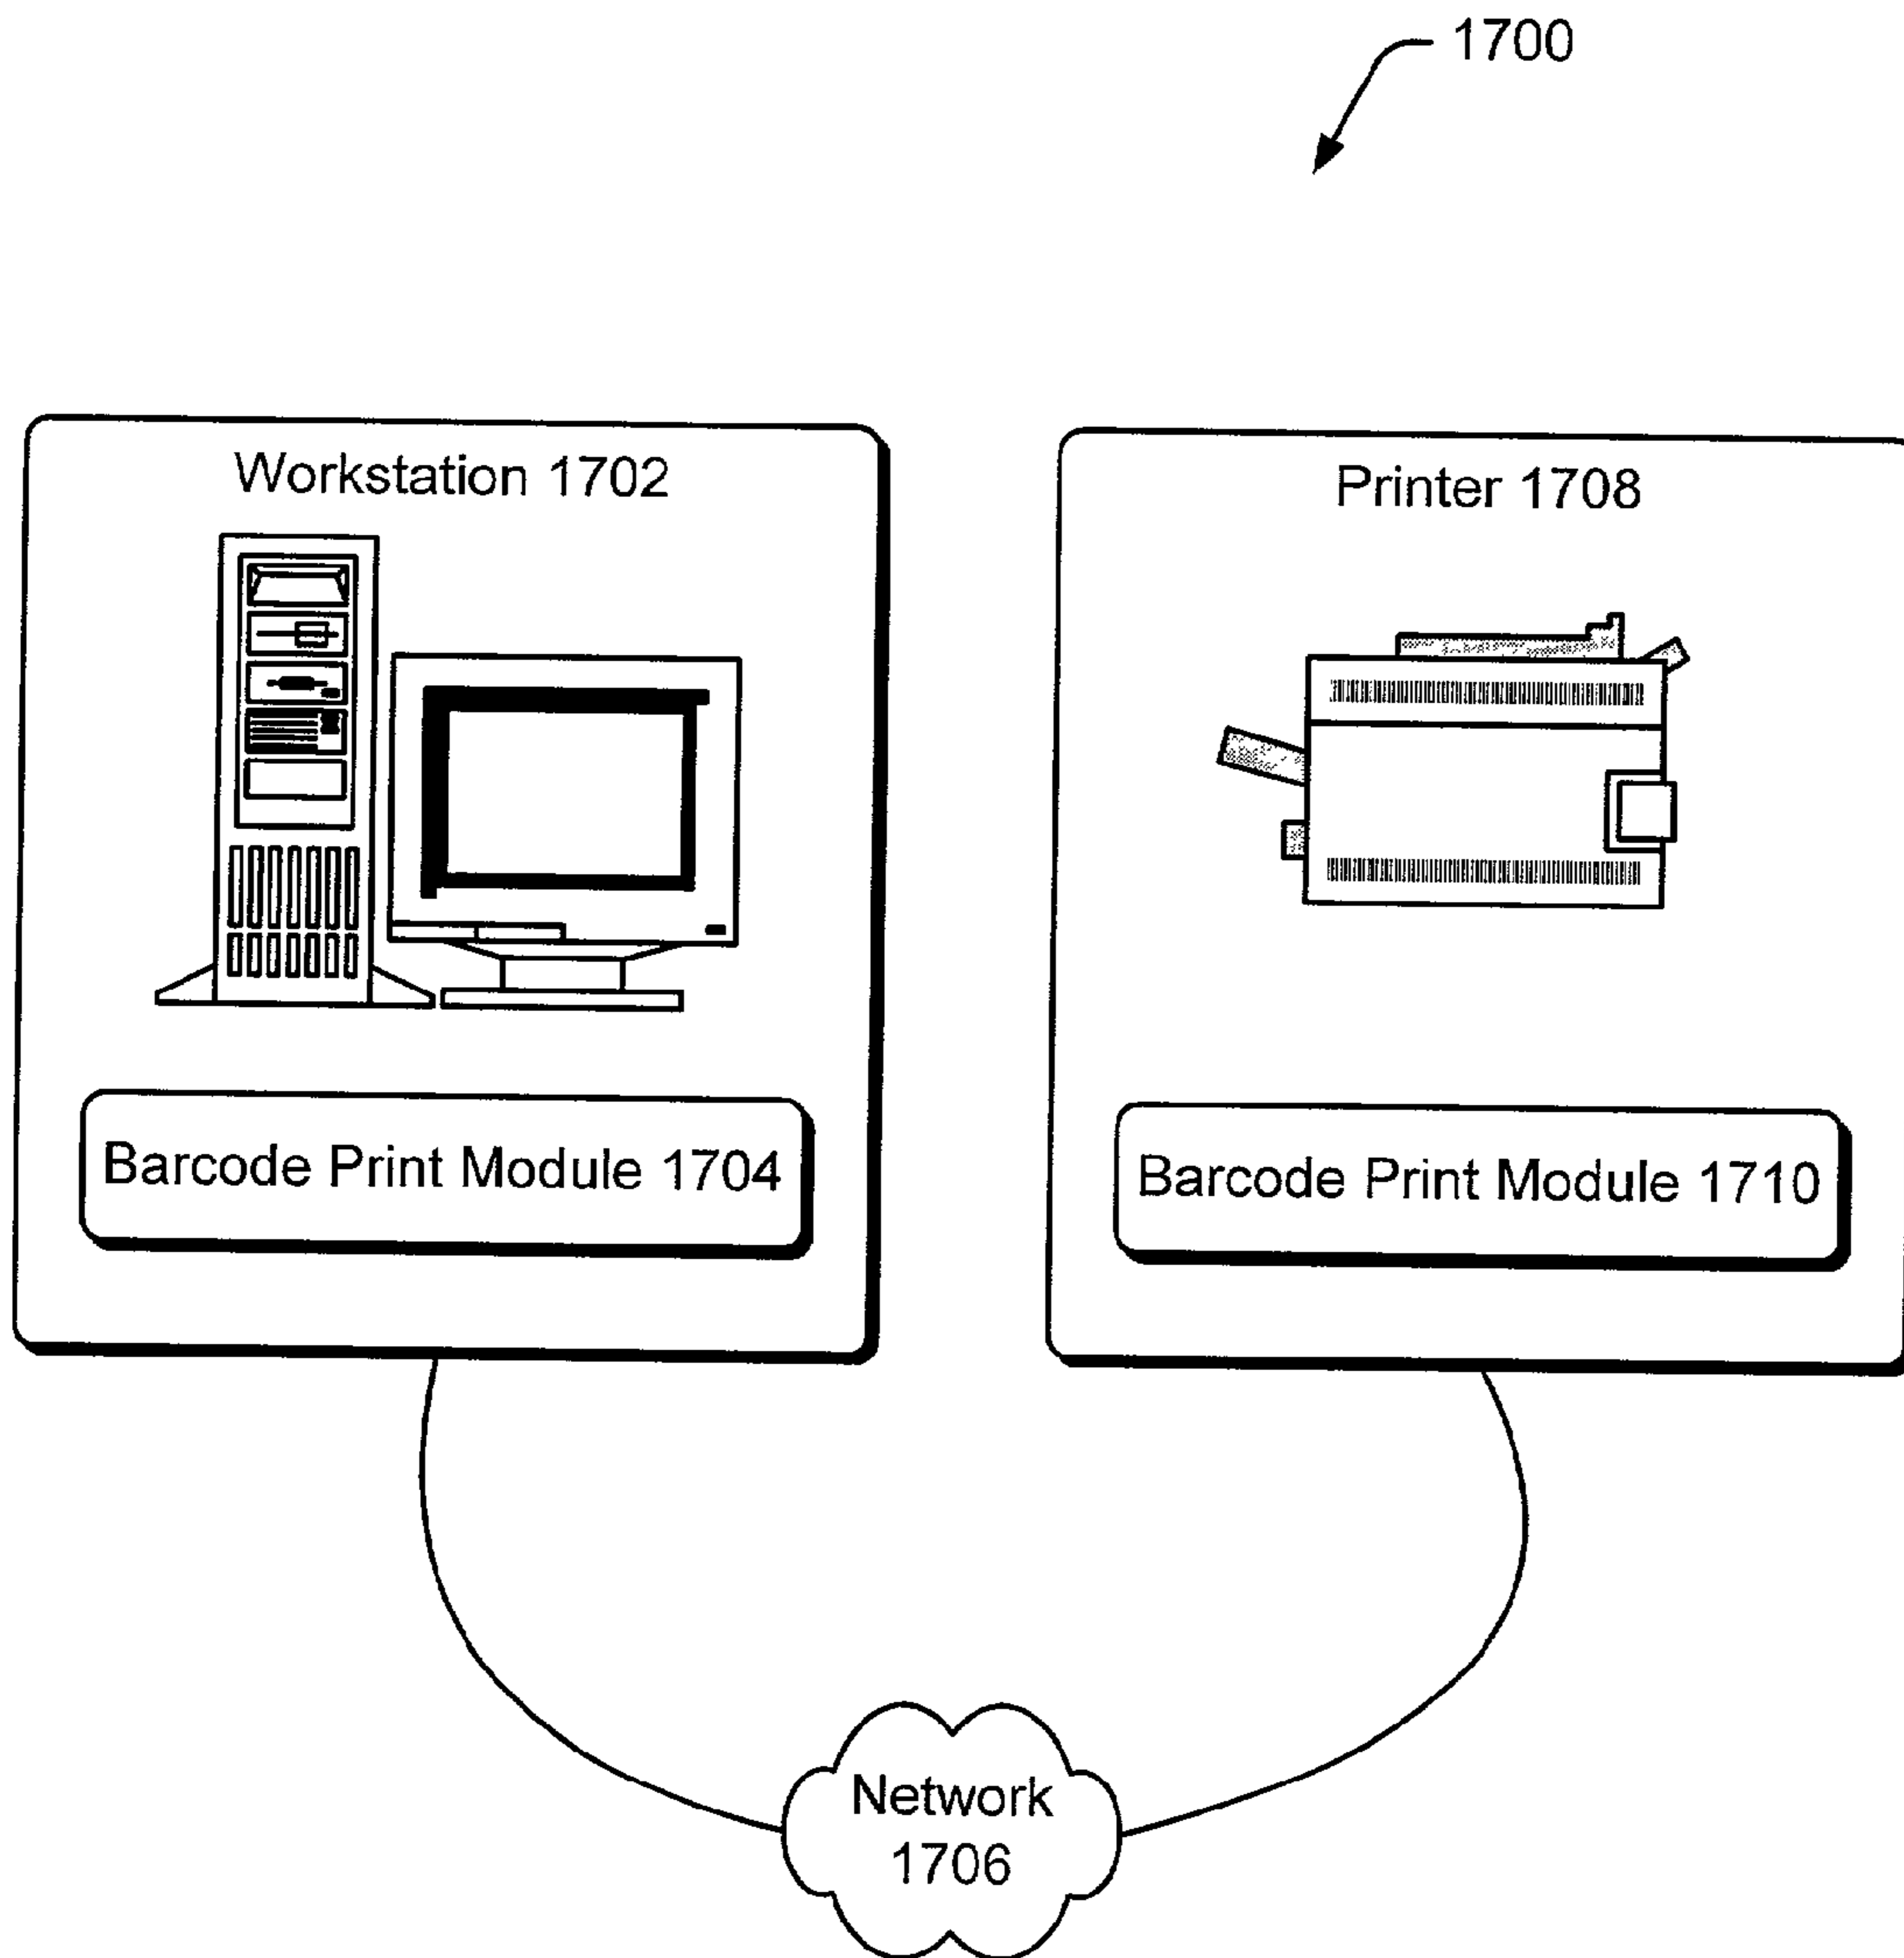 1700
Workstation 1702
Printer 1708
Barcode Print Module 1704
Barcode Print Module 1710
Network
1706